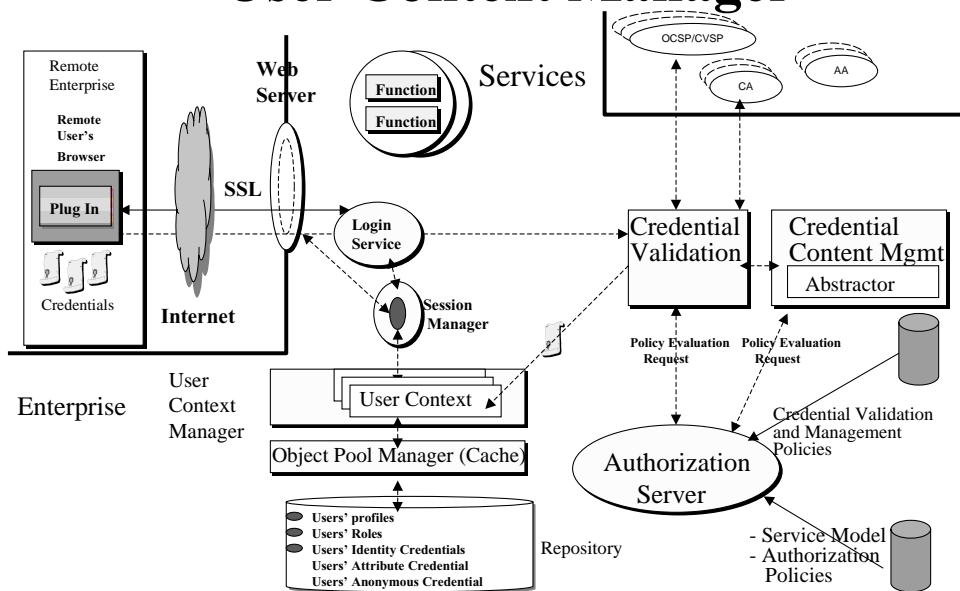 User Content Manager
Remote
Enterprise
Remote
User's
Browser
Plug In
Credentials
Internet
SSL
Web
Server
Function
Function
Services
OCSP/CVSP
CA
AA
Login
Service
Session
Manager
Credential
Validation
Credential
Content Mgmt
Abstractor
Policy Evaluation
Request
Policy Evaluation
Request
Enterprise
User
Context
Manager
User Context
Object Pool Manager (Cache)
Users' profiles
Users' Roles
Users' Identity Credentials
Users' Attribute Credential
Users' Anonymous Credential
Repository
Authorization
Server
Credential Validation
and Management
Policies
- Service Model
- Authorization
Policies